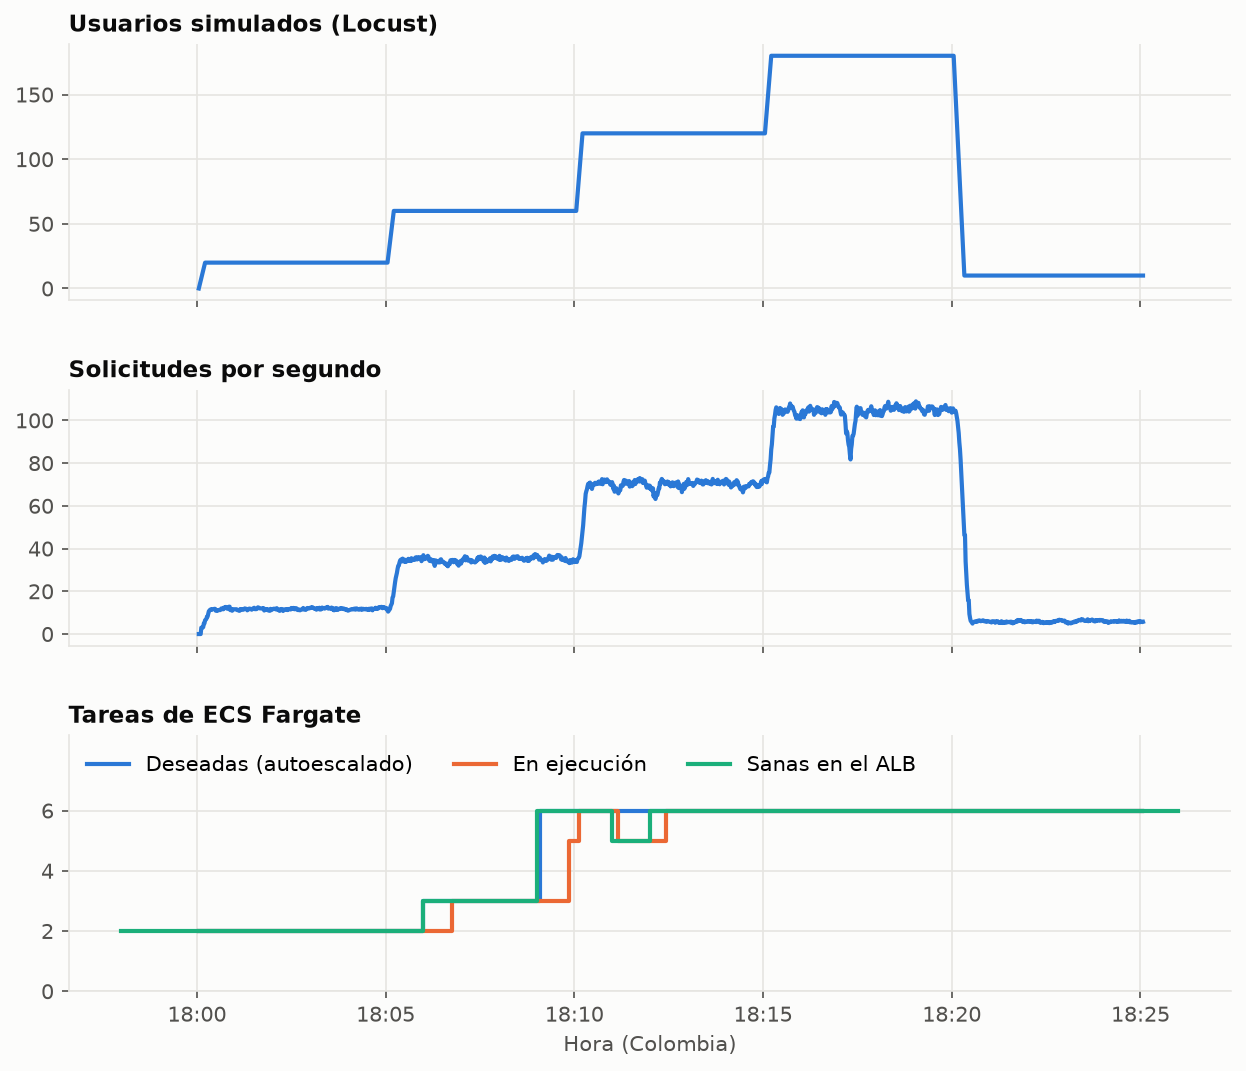 Usuarios simulados (Locust)
150
100
50
0
Solicitudes por segundo
100
80
60
40
20
0
Tareas de ECS Fargate
Deseadas (autoescalado) En ejecución Sanas en el ALB
6
4
2
0
18:00 18:05 18:10 18:15 18:20 18:25
Hora (Colombia)